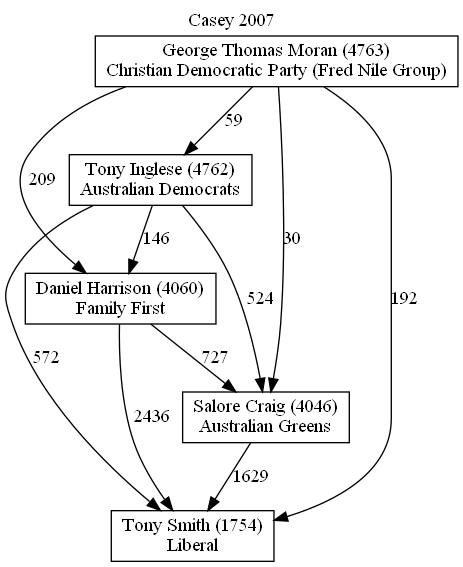 Casey 2007
George Thomas Moran (4763)
Christian Democratic Party (Fred Nile Group)
59
Tony Inglese (4762)
Australian Democrats
209
146
30
Daniel Harrison (4060)
Family First
524
192
572
727
2436
Salore Craig (4046)
Australian Greens
1629
Tony Smith (1754)
Liberal